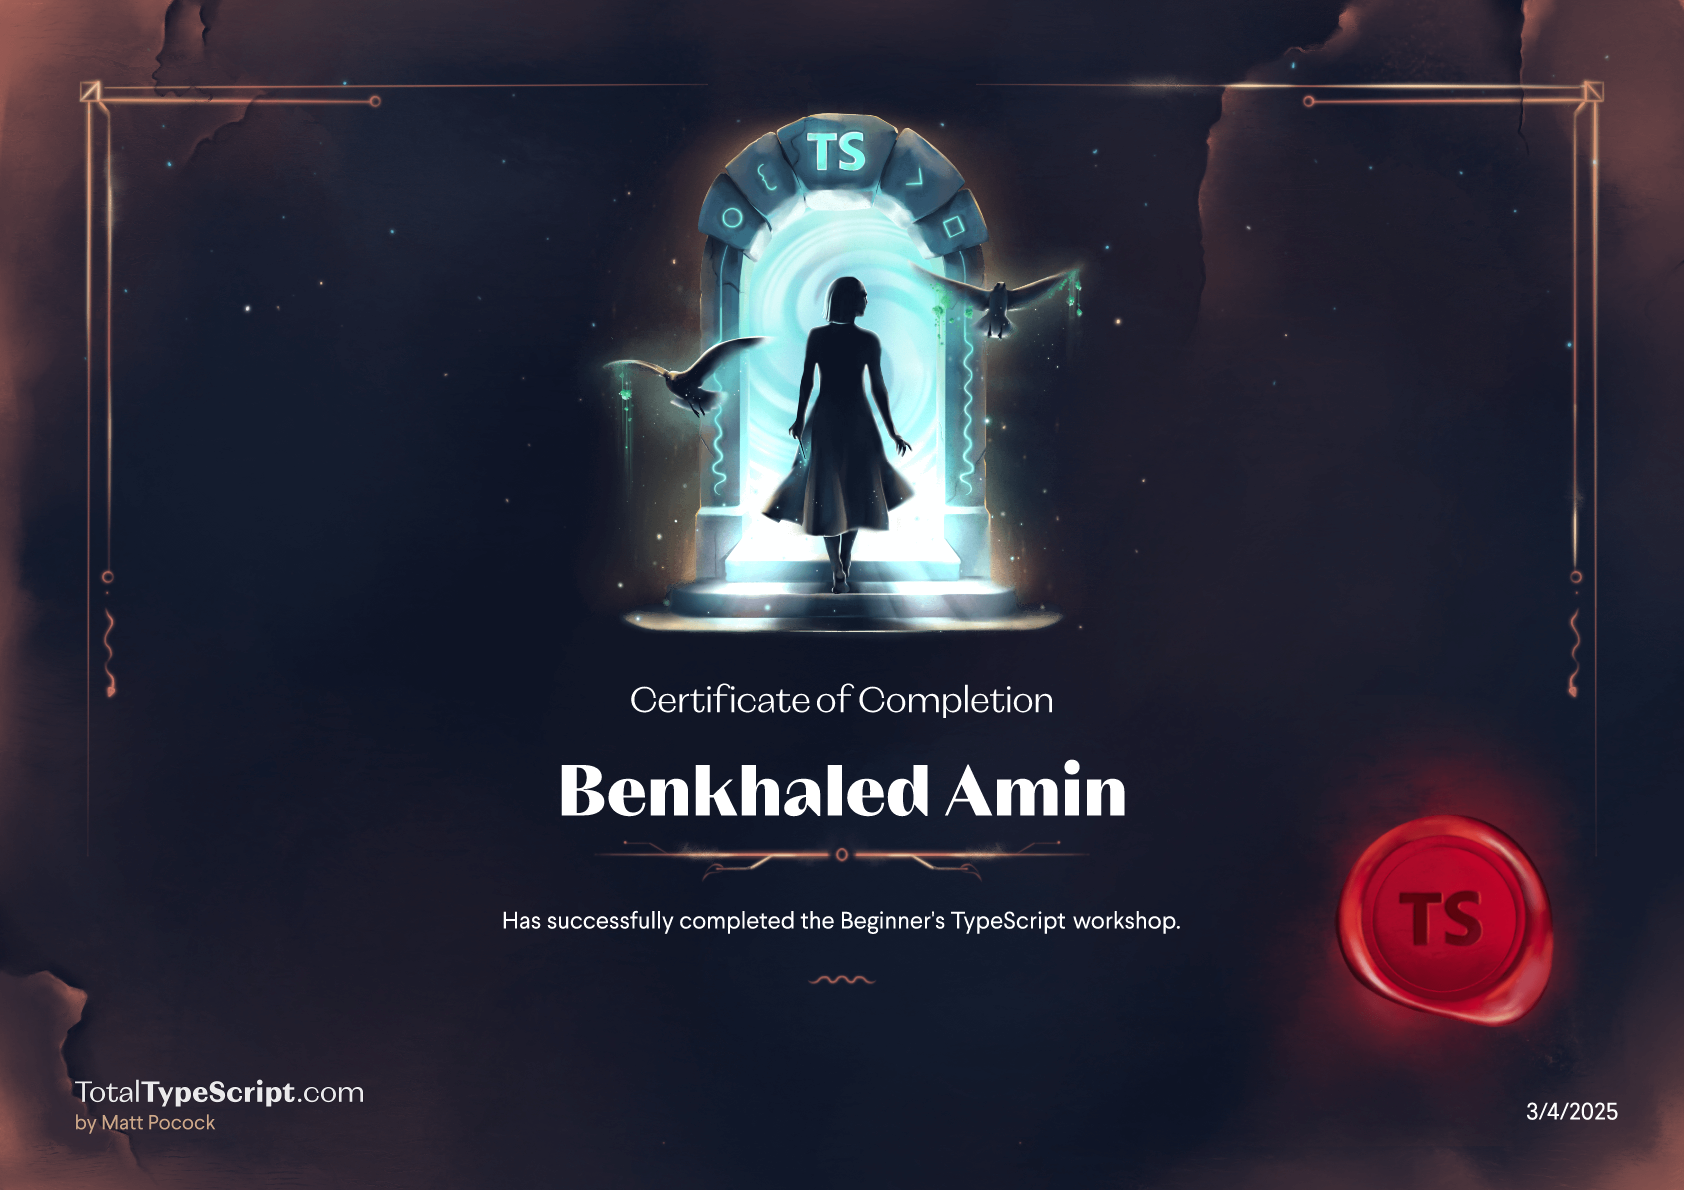 TS
Certificate of Completion
Benkhaled Amin
Has successfully completed the Beginner's TypeScript workshop.
TS
TotalTypeScript.com
by Matt Pocock
3/4/2025